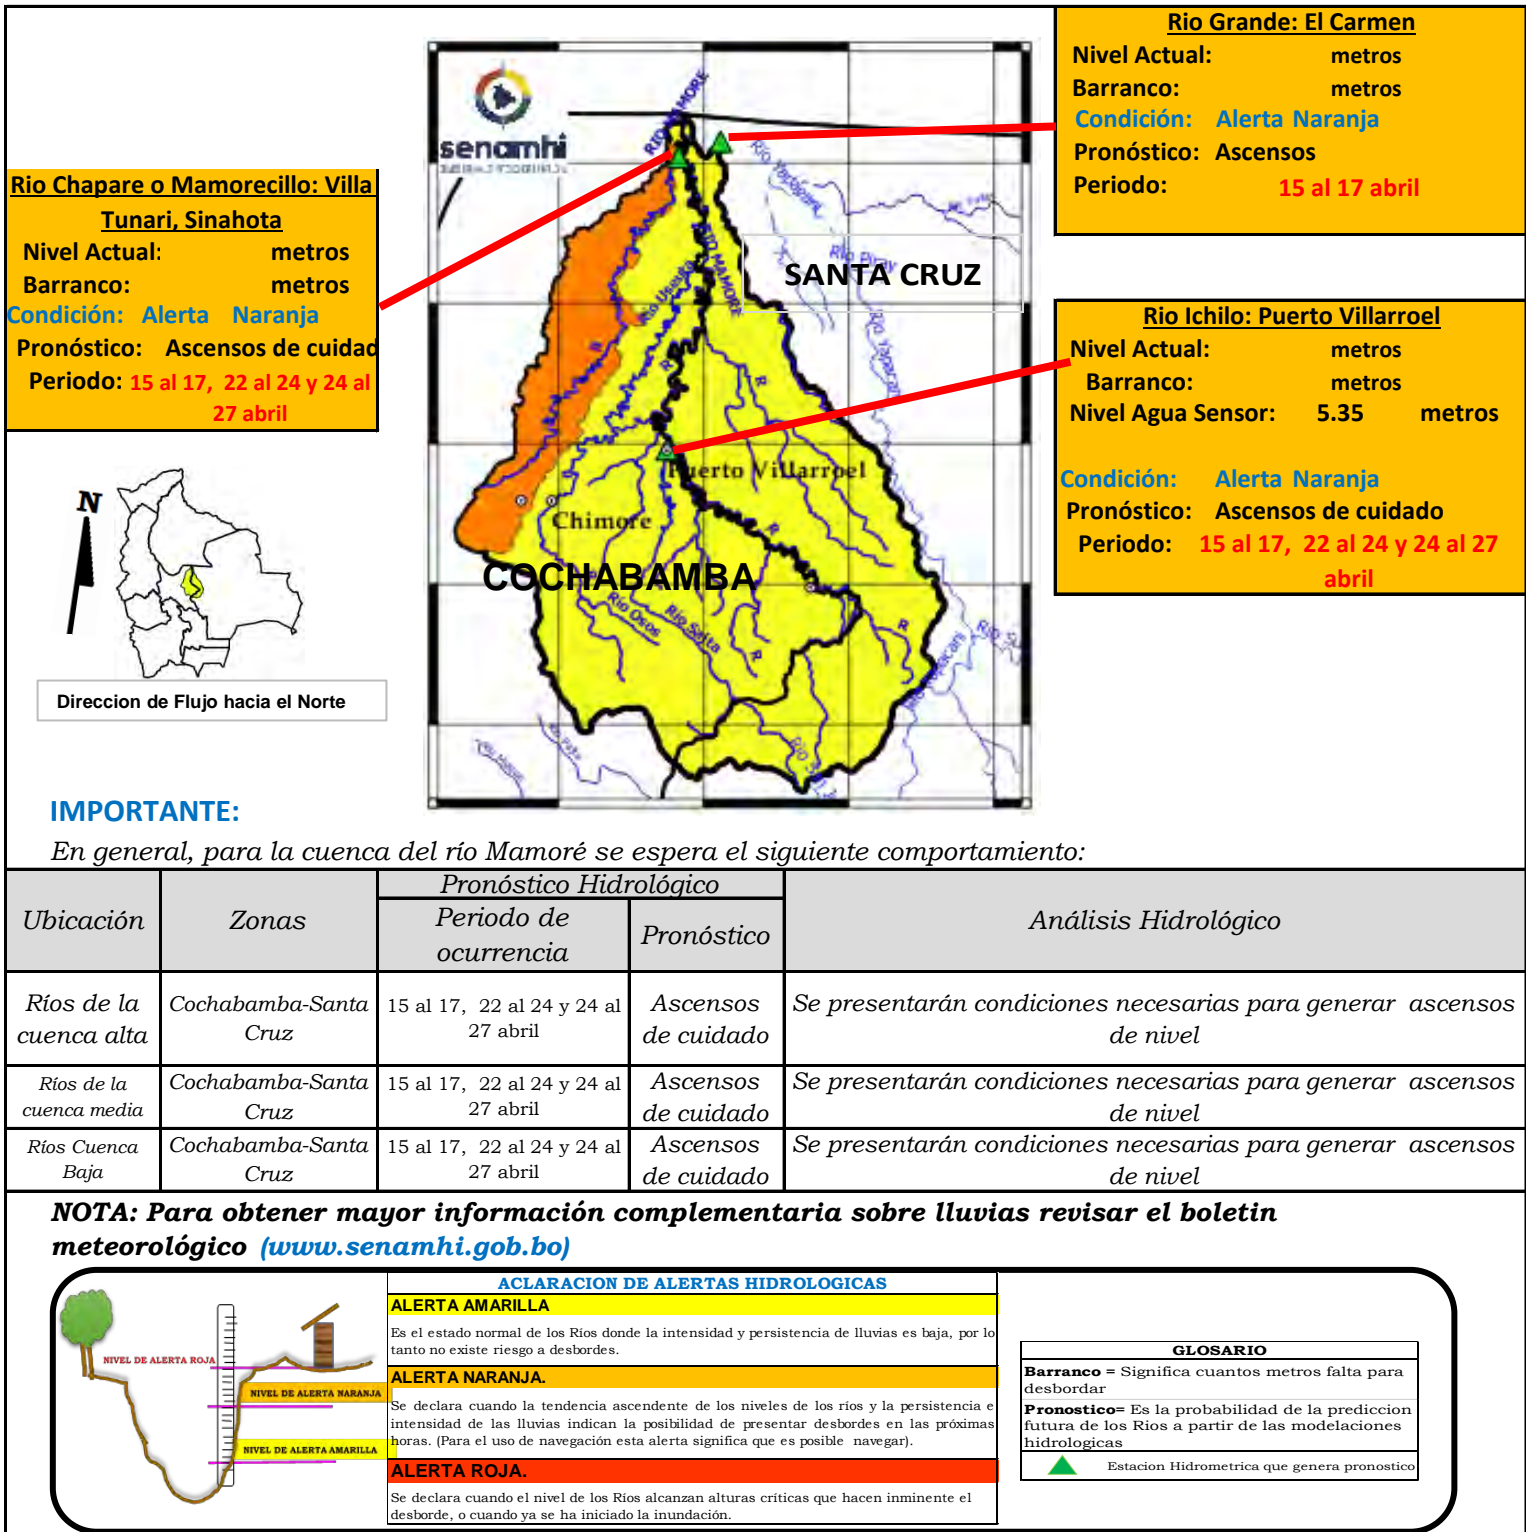 Rio Grande: El Carmen
Nivel Actual: metros
Barranco: metros
Condición: Alerta Naranja
Pronóstico: Ascensos
Periodo: 15 al 17 abril
Rio Chapare o Mamorecillo: Villa
Tunari, Sinahota
Nivel Actual: metros
Barranco: metros
Condición: Alerta Naranja
Pronóstico: Ascensos de cuidad
Periodo: 15 al 17, 22 al 24 y 24 al
27 abril
Rio Ichilo: Puerto Villarroel
Nivel Actual: metros
Barranco: metros
Nivel Agua Sensor: 5.35 metros
Condición: Alerta Naranja
Pronóstico: Ascensos de cuidado
Periodo: 15 al 17, 22 al 24 y 24 al 27
abril
senamhi
RIO MAMORE
Rio Yapacani
Rio Piray
SANTA CRUZ
RIO MAMORE
Rio Yapacani
R
R
R
Puerto Villarroel
Chimore
R
COCHABAMBA
Rio Osos
Rio Saita
R
R
N
Direccion de Flujo hacia el Norte
IMPORTANTE:
En general, para la cuenca del río Mamoré se espera el siguiente comportamiento:
Ubicación
Zonas
Pronóstico Hidrológico
Periodo de
ocurrencia
Pronóstico
Análisis Hidrológico
Ríos de la
cuenca alta
Cochabamba-Santa
Cruz
15 al 17, 22 al 24 y 24 al
27 abril
Ascensos
de cuidado
Se presentarán condiciones necesarias para generar ascensos
de nivel
Ríos de la
cuenca media
Cochabamba-Santa
Cruz
15 al 17, 22 al 24 y 24 al
27 abril
Ascensos
de cuidado
Se presentarán condiciones necesarias para generar ascensos
de nivel
Ríos Cuenca
Baja
Cochabamba-Santa
Cruz
15 al 17, 22 al 24 y 24 al
27 abril
Ascensos
de cuidado
Se presentarán condiciones necesarias para generar ascensos
de nivel
NOTA: Para obtener mayor información complementaria sobre lluvias revisar el boletin
meteorológico (www.senamhi.gob.bo)
NIVEL DE ALERTA ROJA
NIVEL DE ALERTA NARANJA
NIVEL DE ALERTA AMARILLA
ACLARACION DE ALERTAS HIDROLOGICAS
ALERTA AMARILLA
Es el estado normal de los Ríos donde la intensidad y persistencia de lluvias es baja, por lo
tanto no existe riesgo a desbordes.
ALERTA NARANJA.
Se declara cuando la tendencia ascendente de los niveles de los ríos y la persistencia e
intensidad de las lluvias indican la posibilidad de presentar desbordes en las próximas
horas. (Para el uso de navegación esta alerta significa que es posible navegar).
ALERTA ROJA.
Se declara cuando el nivel de los Ríos alcanzan alturas críticas que hacen inminente el
desborde, o cuando ya se ha iniciado la inundación.
GLOSARIO
Barranco = Significa cuantos metros falta para
desbordar
Pronostico= Es la probabilidad de la prediccion
futura de los Rios a partir de las modelaciones
hidrologicas
Estacion Hidrometrica que genera pronostico